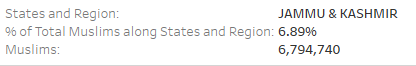 States and Region: JAMMU & KASHMIR
% of Total Muslims along States and Region: 6.89%
Muslims: 6,794,740